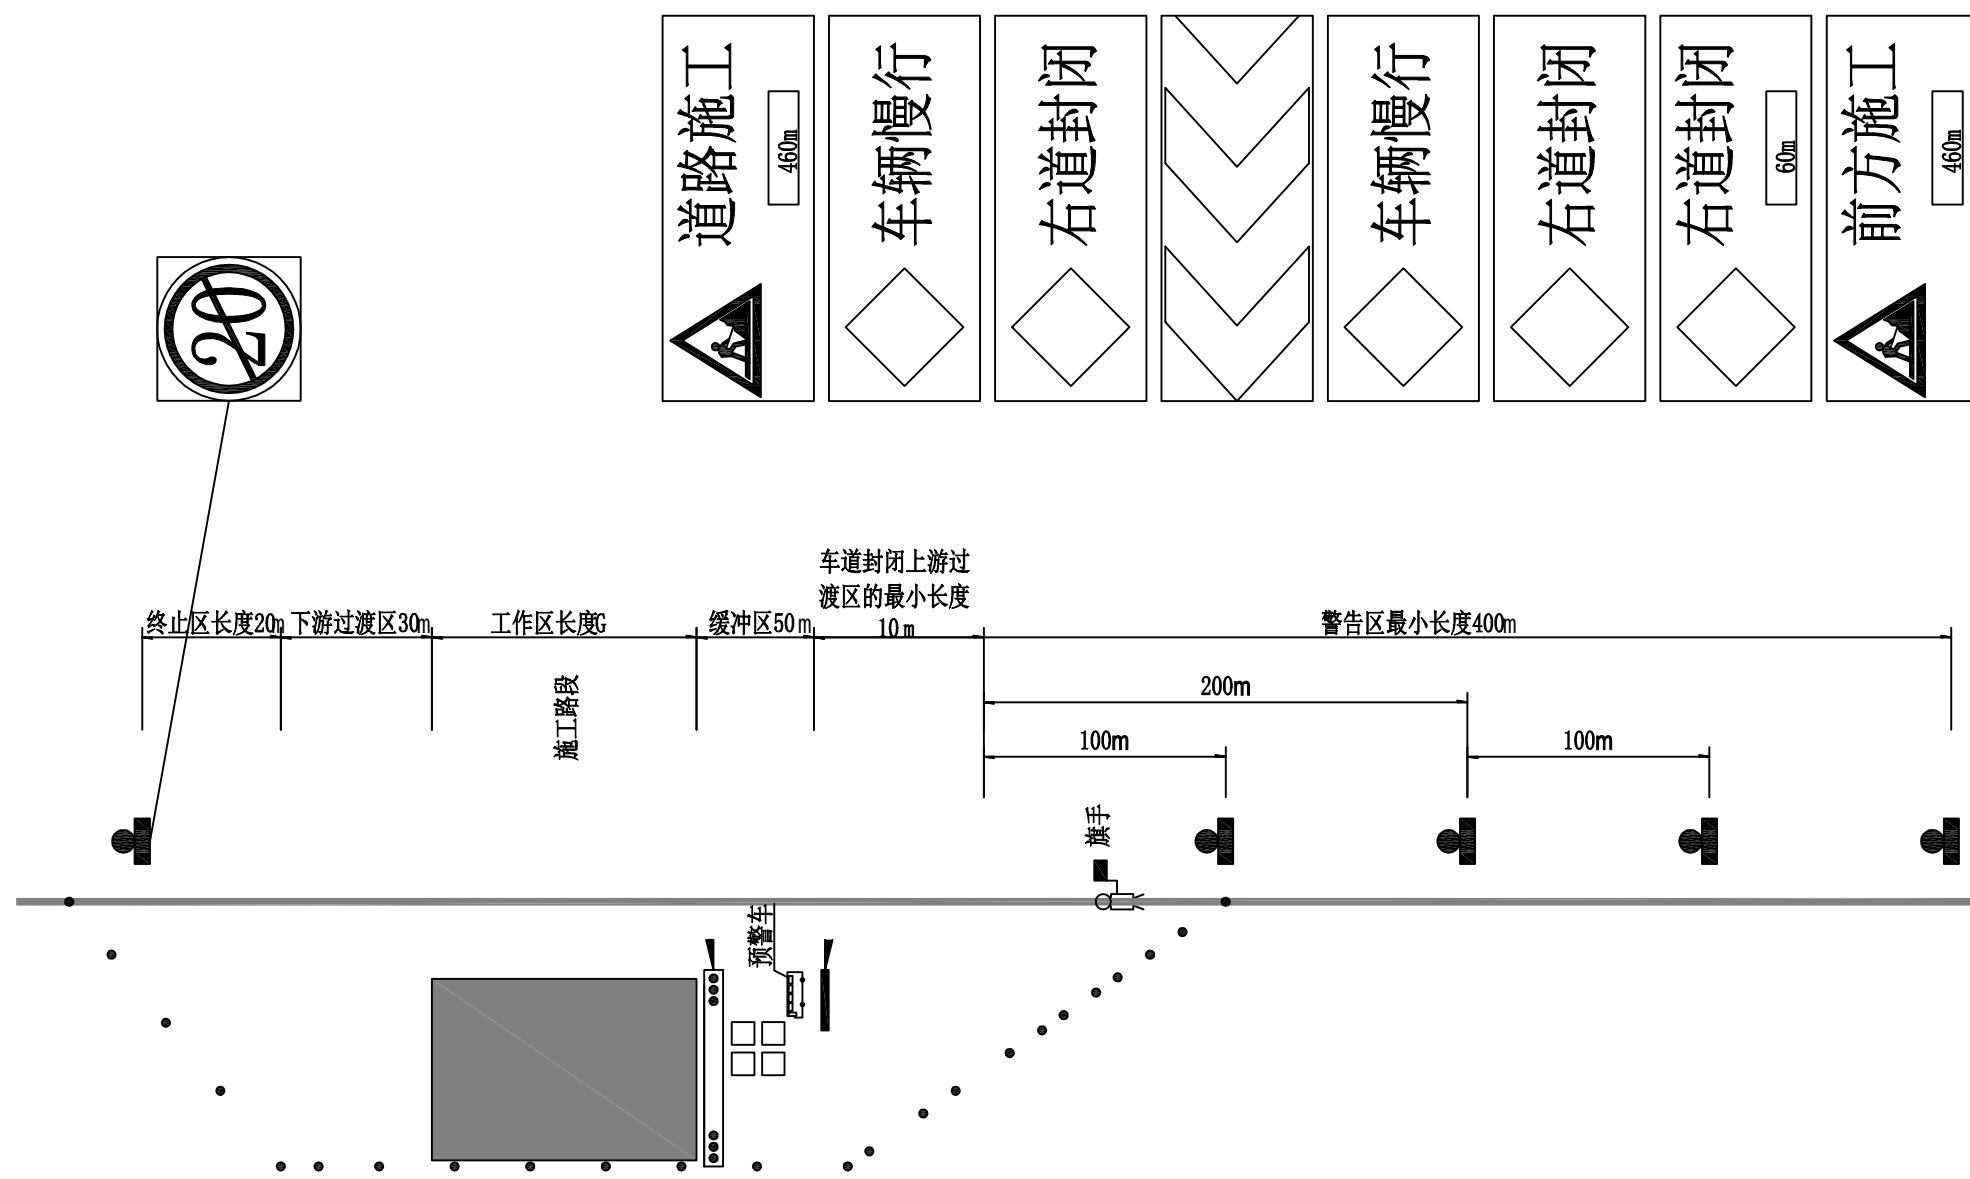 道路施工
460m
车辆慢行
右道封闭
车辆慢行
右道封闭
右道封闭
60m
前方施工
460m
20
车道封闭上游过
渡区的最小长度
10m
终止区长度20m
下游过渡区30m
工作区长度G
缓冲区50m
警告区最小长度400m
200m
100m
100m
施工路段
旗手
预警车